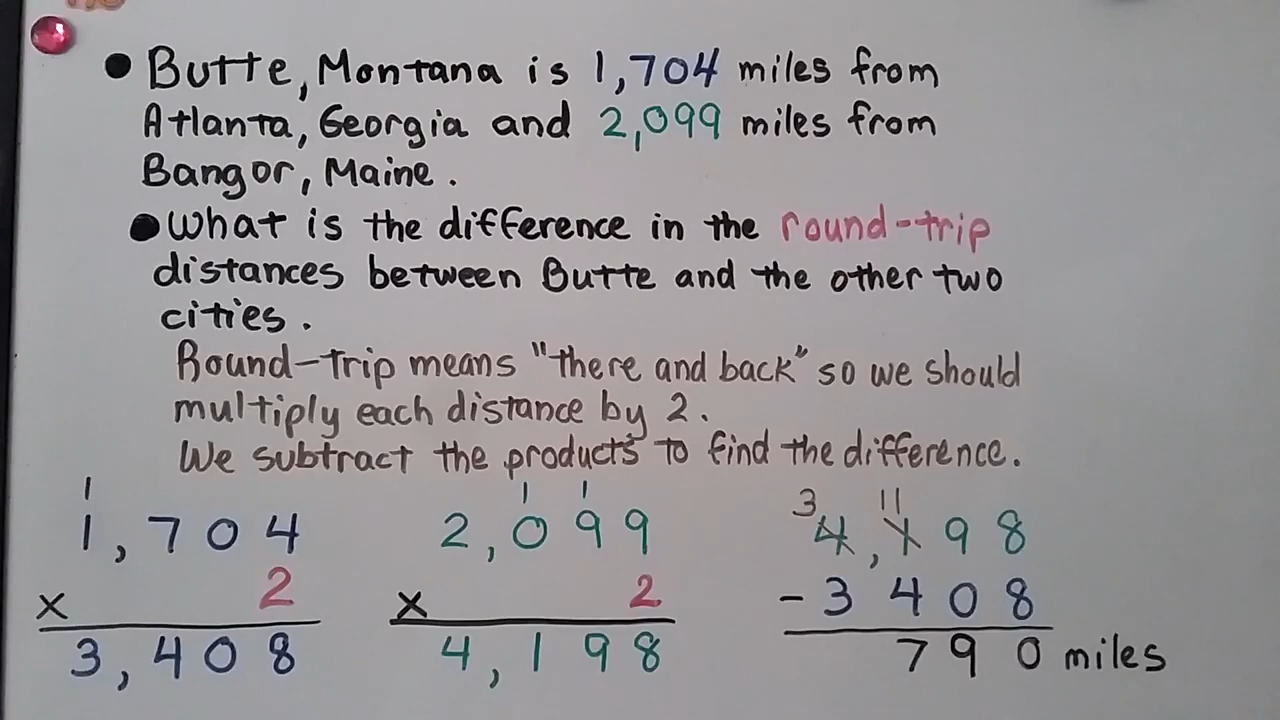 • Butte, Montana is 1,704 miles from
Atlanta, Georgia and 2,099 miles from
Bangor, Maine.
• What is the difference in the round-trip
distances between Butte and the other two
cities.
Round-trip means "there and back" so we should
multiply each distance by 2.
We subtract the products to find the difference.
1
1,704
x 2
3,408
1 1
2,099
x 2
4,198
3 11
4,198
- 3408
790 miles